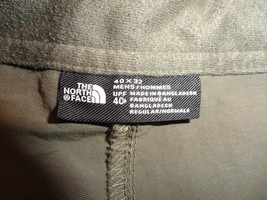 THE
NORTH
FACE
40 X 32
MENS/HOMMES
UPF MADE IN BANGLADESH
40+ FABRIQUÉ AU
BANGLADESH
REGULAR/NORMALE